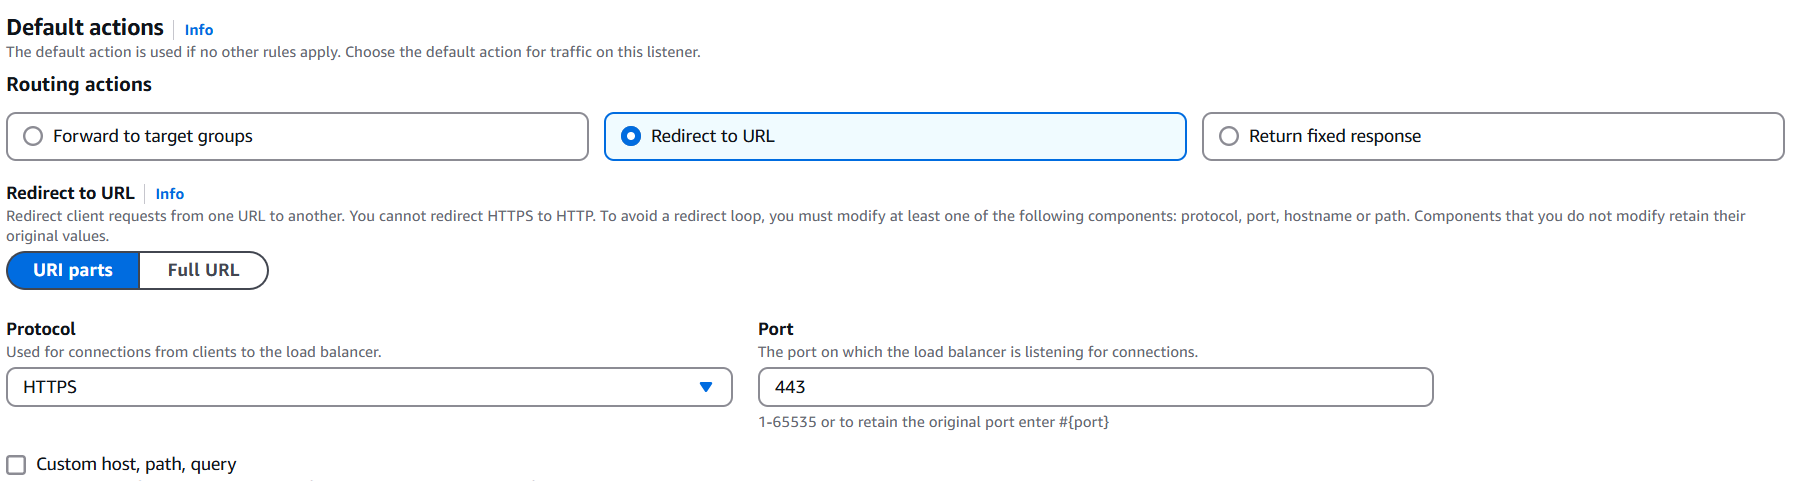 Default actions Info
The default action is used if no other rules apply. Choose the default action for traffic on this listener.
Routing actions
Forward to target groups
Redirect to URL
Return fixed response
Redirect to URL Info
Redirect client requests from one URL to another. You cannot redirect HTTPS to HTTP. To avoid a redirect loop, you must modify at least one of the following components: protocol, port, hostname or path. Components that you do not modify retain their
original values.
URI parts
Full URL
Protocol
Used for connections from clients to the load balancer.
HTTPS
Port
The port on which the load balancer is listening for connections.
443
1-65535 or to retain the original port enter #{port}
Custom host, path, query